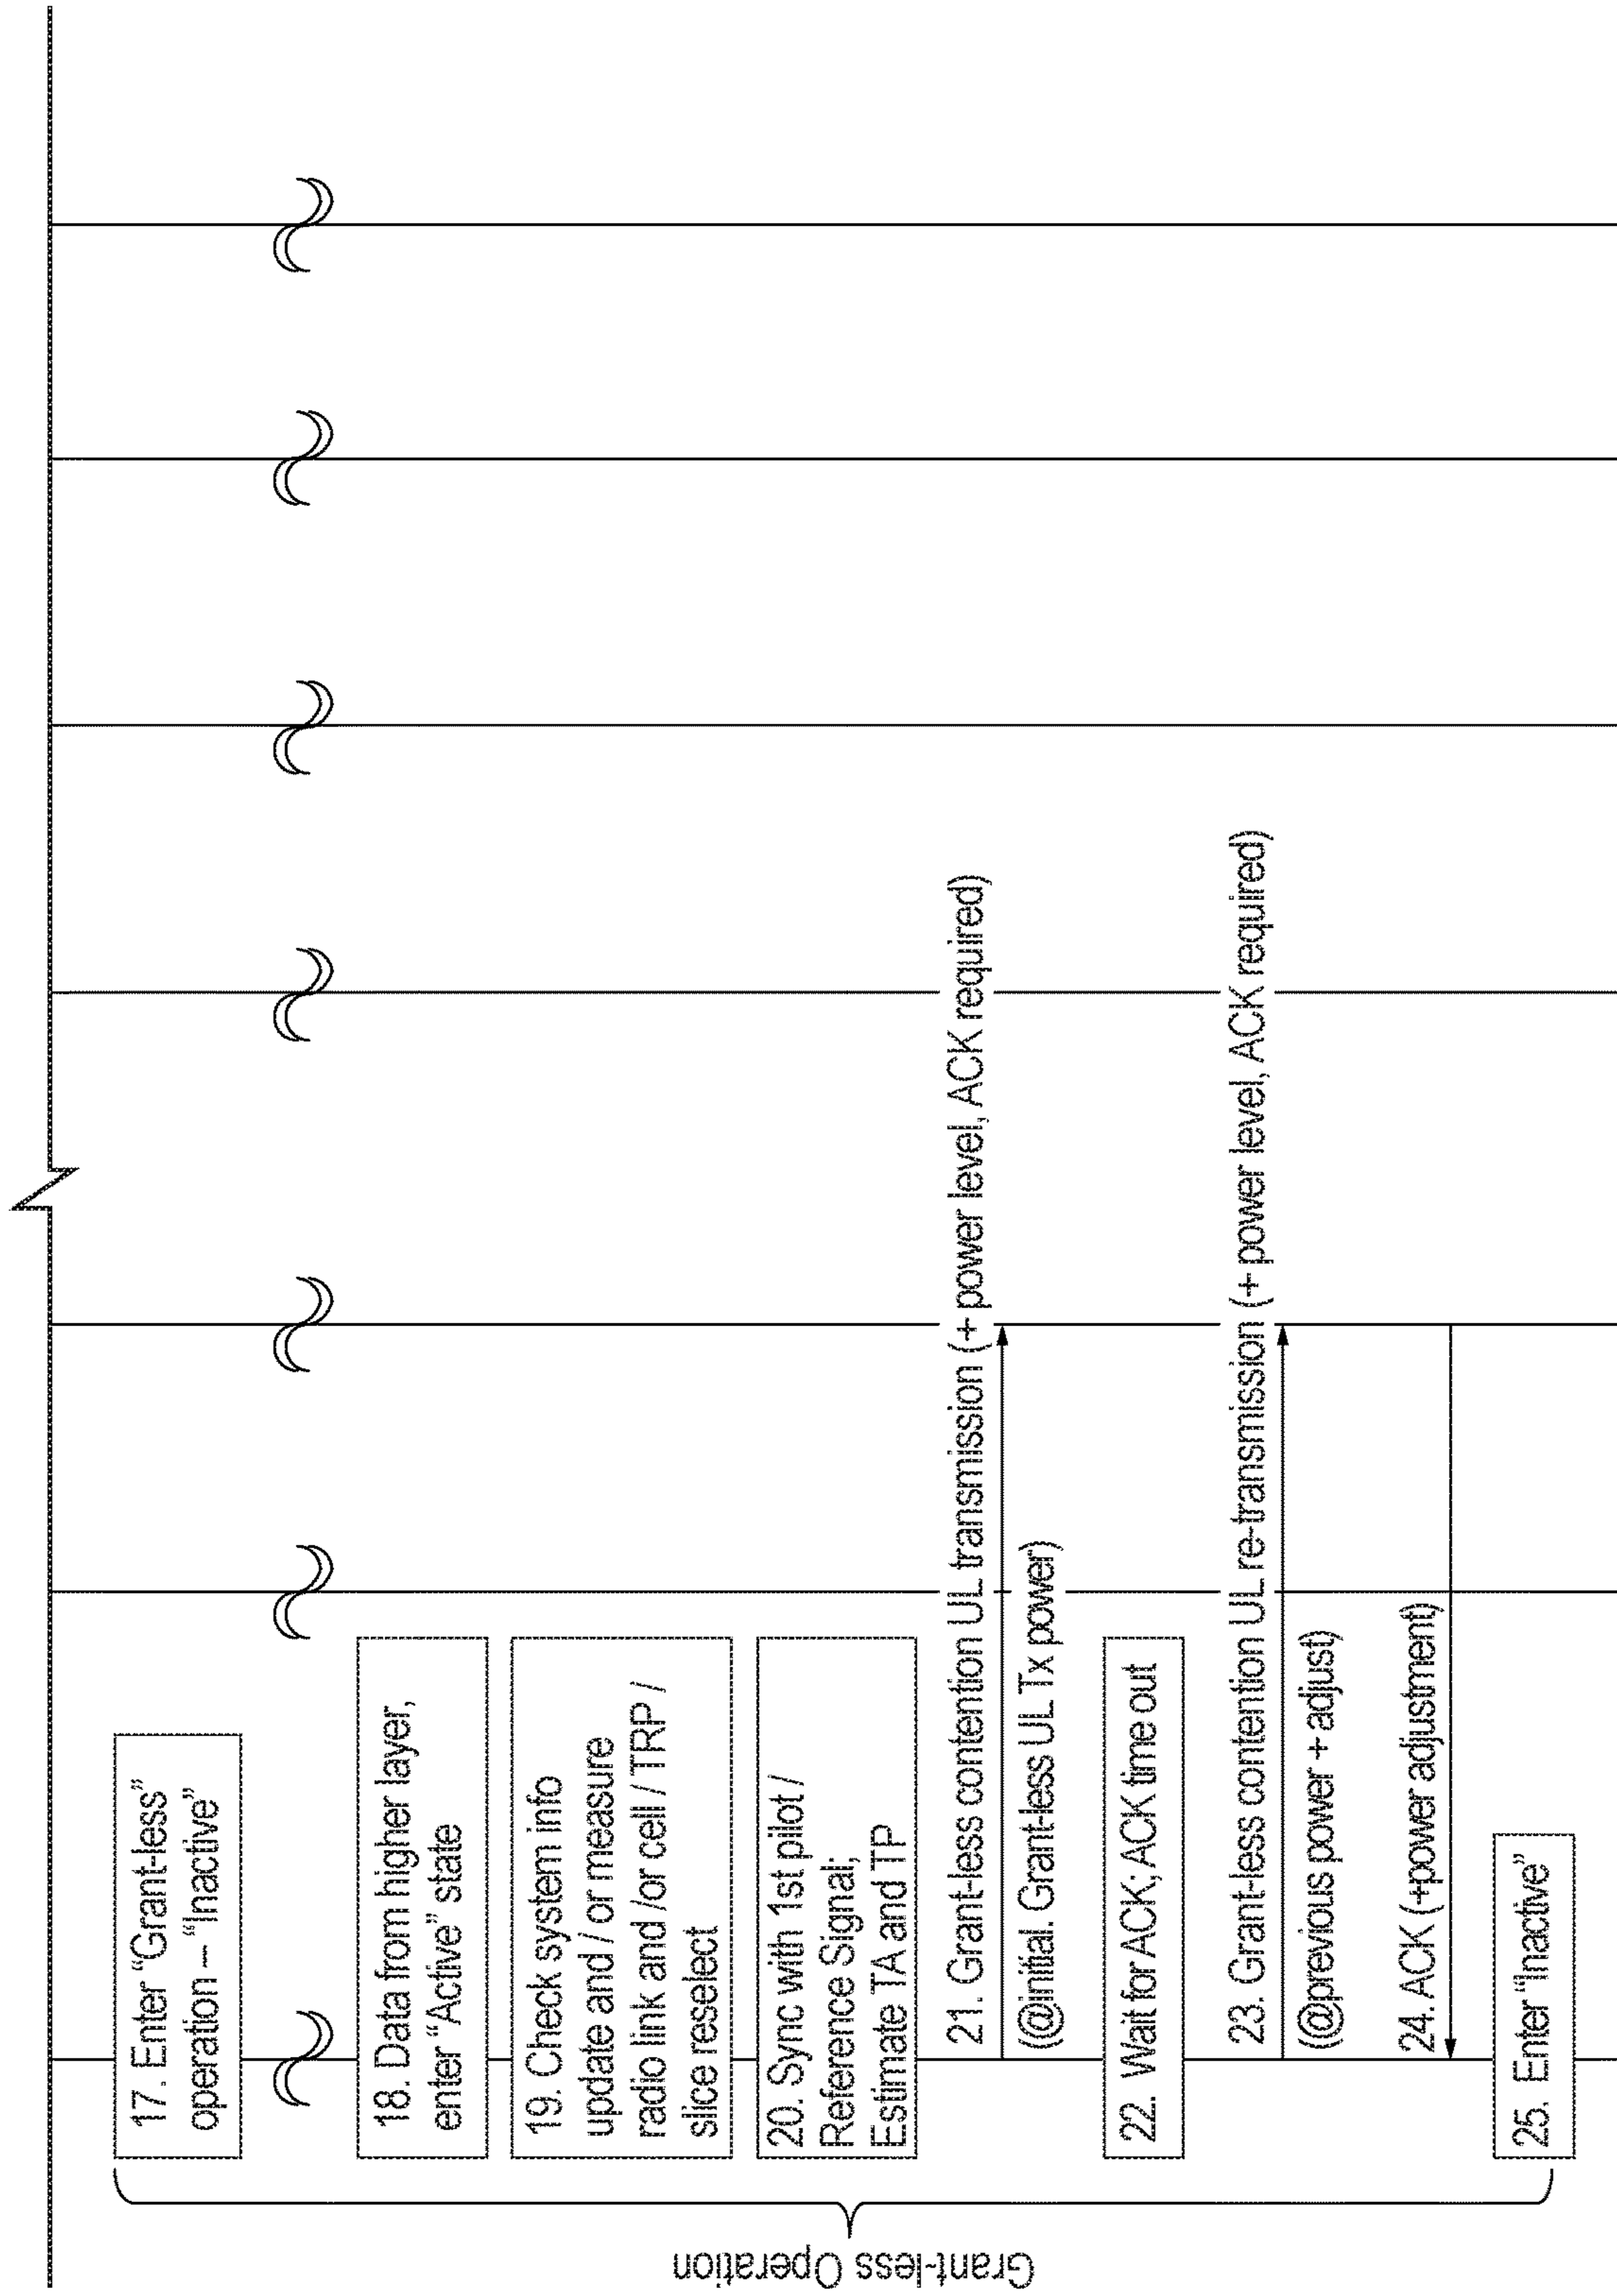 Grant-less Operation
17. Enter “Grant-less”
operation – “Inactive”
18. Data from higher layer,
enter “Active” state
19. Check system info
update and / or measure
radio link and /or cell / TRP /
slice reselect
20. Sync with 1st pilot /
Reference Signal;
Estimate TA and TP
21. Grant-less contention UL transmission (+ power level, ACK required)
(@initial. Grant-less UL Tx power)
22. Wait for ACK; ACK time out
23. Grant-less contention UL re-transmission (+ power level, ACK required)
(@previous power + adjust)
24. ACK (+power adjustment)
25. Enter “Inactive”